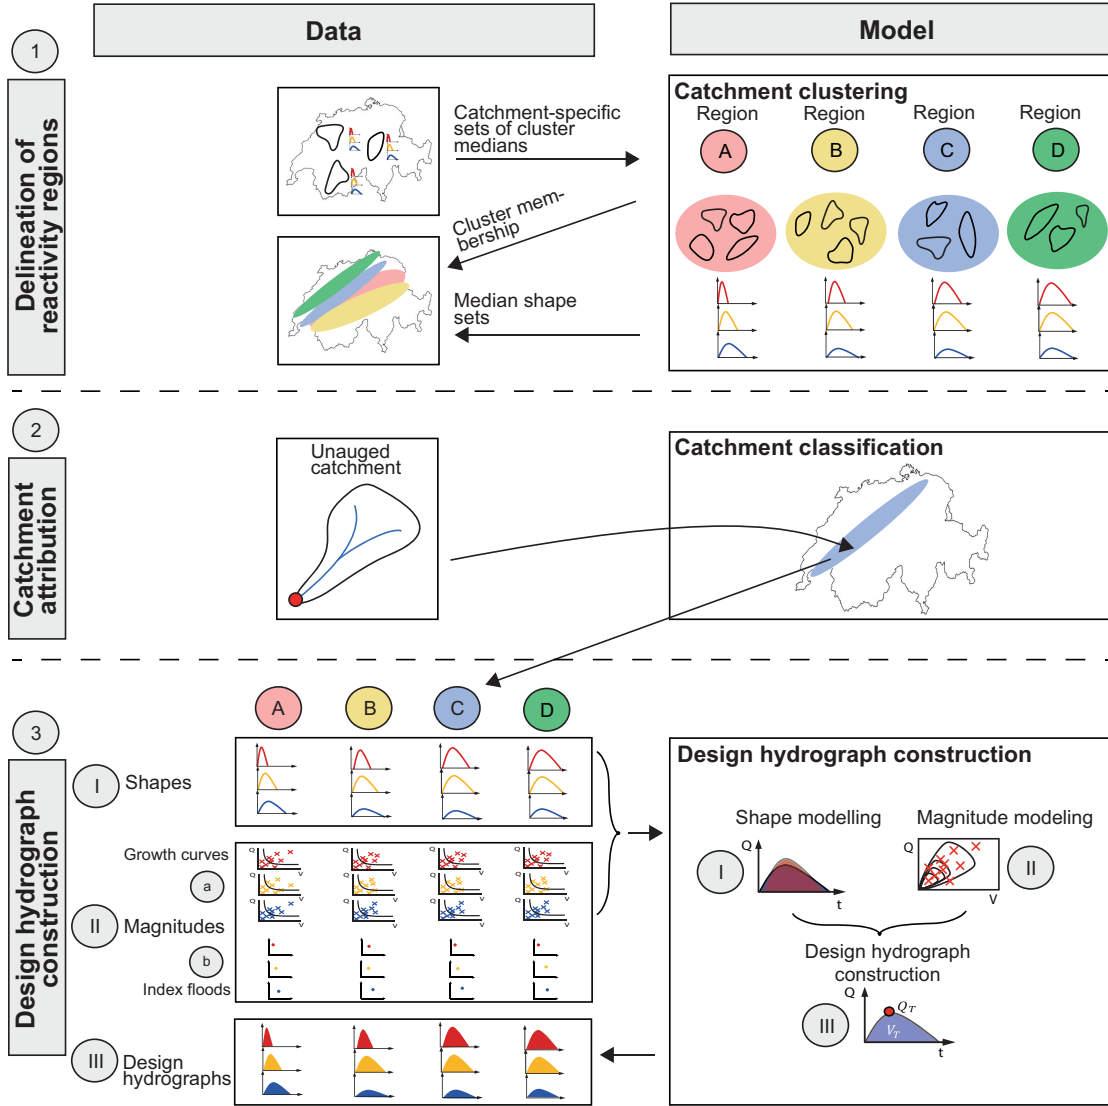 Data
Model
1
Delineation of
reactivity regions
Catchment-specific
sets of cluster
medians
Cluster mem-
bership
Median shape
sets
Catchment clustering
Region
Region
Region
Region
A
B
C
D
2
Catchment
attribution
Unauged
catchment
Catchment classification
3
Design hydrograph
construction
A
B
C
D
I
Shapes
Growth curves
a
II
Magnitudes
b
Index floods
Q
V
Q
V
Q
V
Q
V
Q
V
Q
V
Q
V
Q
V
Q
V
Q
V
Q
V
Q
V
III
Design
hydrographs
Design hydrograph construction
Shape modelling
Magnitude modeling
I
Q
t
Q
V
II
Design hydrograph
construction
III
Q
Q_T
V_T
t